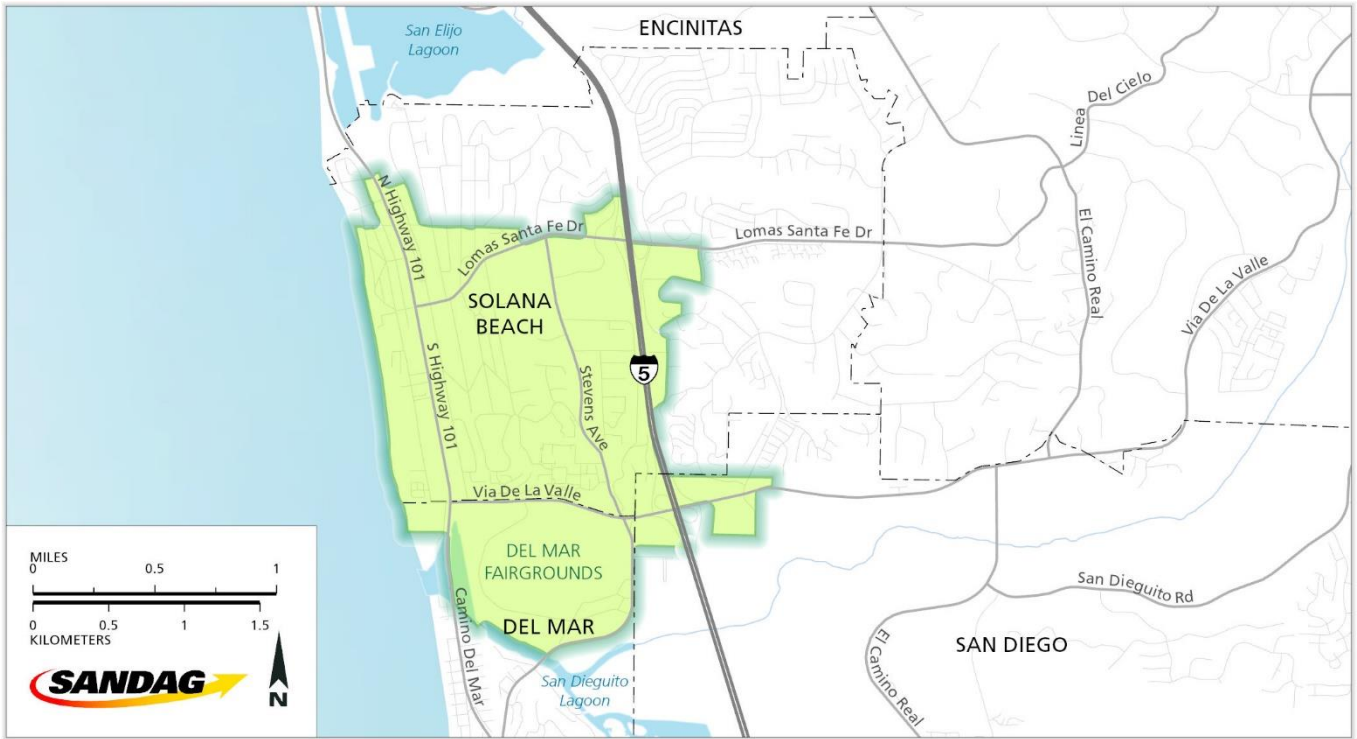 San Elijo
Lagoon
ENCINITAS
Linea
Del Cielo
N Highway 101
Lomas Santa Fe Dr
Lomas Santa Fe Dr
El Camino Real
Via De La Valle
SOLANA
BEACH
S Highway 101
Stevens Ave
5
Via De La Valle
DEL MAR
FAIRGROUNDS
DEL MAR
Camino Del Mar
San Dieguito
Lagoon
San Dieguito Rd
SAN DIEGO
El Camino Real
MILES
0 0.5 1
0 0.5 1 1.5
KILOMETERS
SANDAG
N